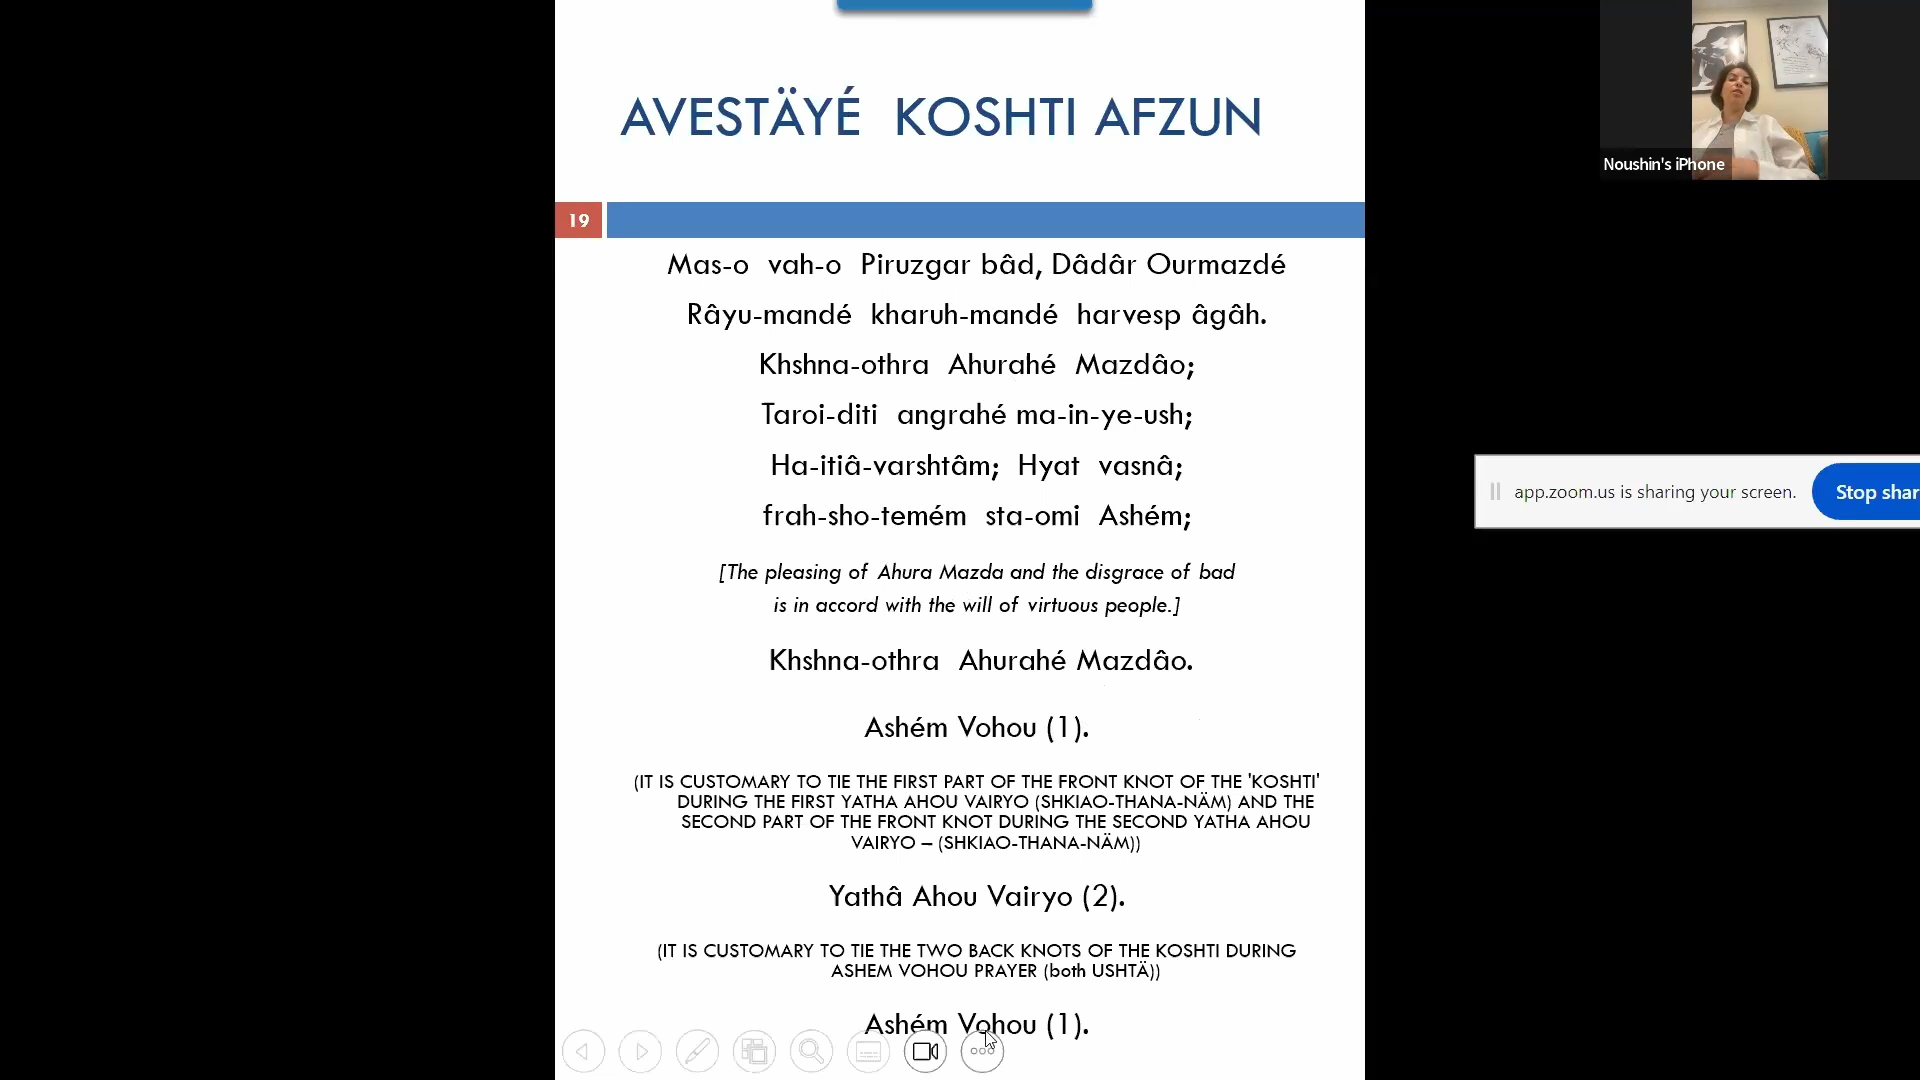 AVESTÄYÉ KOSHTI AFZUN
Noushin's iPhone
19
Mas-o vah-o Piruzgar bâd, Dâdâr Ourmazdé
Râyu-mandé kharuh-mandé harvesp âgâh.
Khshna-othra Ahurahé Mazdâo;
Taroi-diti angrahé ma-in-ye-ush;
Ha-itiâ-varshtâm; Hyat vasnâ;
app.zoom.us is sharing your screen.
Stop shar
frah-sho-temém sta-omi Ashém;
[The pleasing of Ahura Mazda and the disgrace of bad
is in accord with the will of virtuous people.]
Khshna-othra Ahurahé Mazdâo.
Ashém Vohou (1).
(IT IS CUSTOMARY TO TIE THE FIRST PART OF THE FRONT KNOT OF THE 'KOSHTI'
DURING THE FIRST YATHA AHOU VAIRYO (SHKIAO-THANA-NÄM) AND THE
SECOND PART OF THE FRONT KNOT DURING THE SECOND YATHA AHOU
VAIRYO – (SHKIAO-THANA-NÄM))
Yathâ Ahou Vairyo (2).
(IT IS CUSTOMARY TO TIE THE TWO BACK KNOTS OF THE KOSHTI DURING
ASHEM VOHOU PRAYER (both USHTÄ))
Ashém Vohou (1).